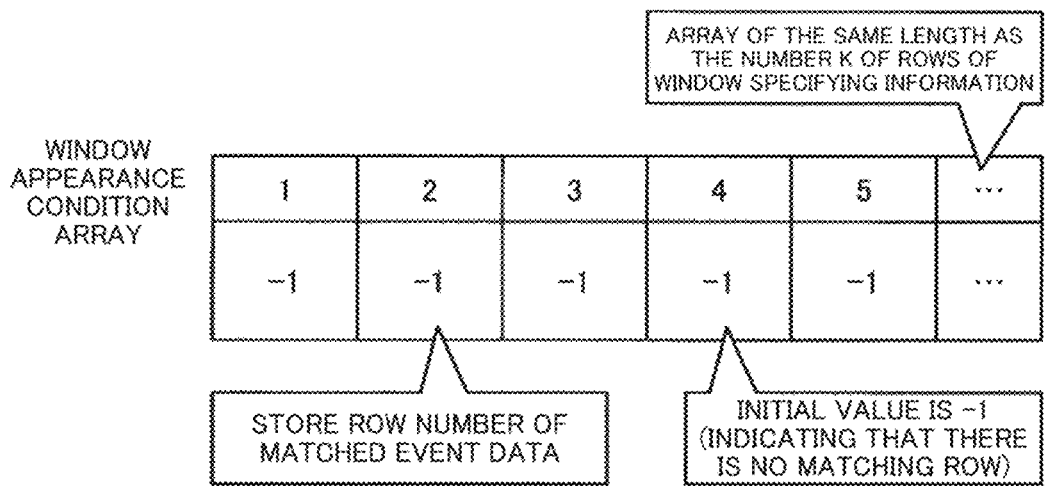 ARRAY OF THE SAME LENGTH AS
THE NUMBER K OF ROWS OF
WINDOW SPECIFYING INFORMATION
WINDOW
APPEARANCE
CONDITION
ARRAY
1 2 3 4 5 ...
-1 -1 -1 -1 -1 ...
STORE ROW NUMBER OF
MATCHED EVENT DATA
INITIAL VALUE IS -1
(INDICATING THAT THERE
IS NO MATCHING ROW)